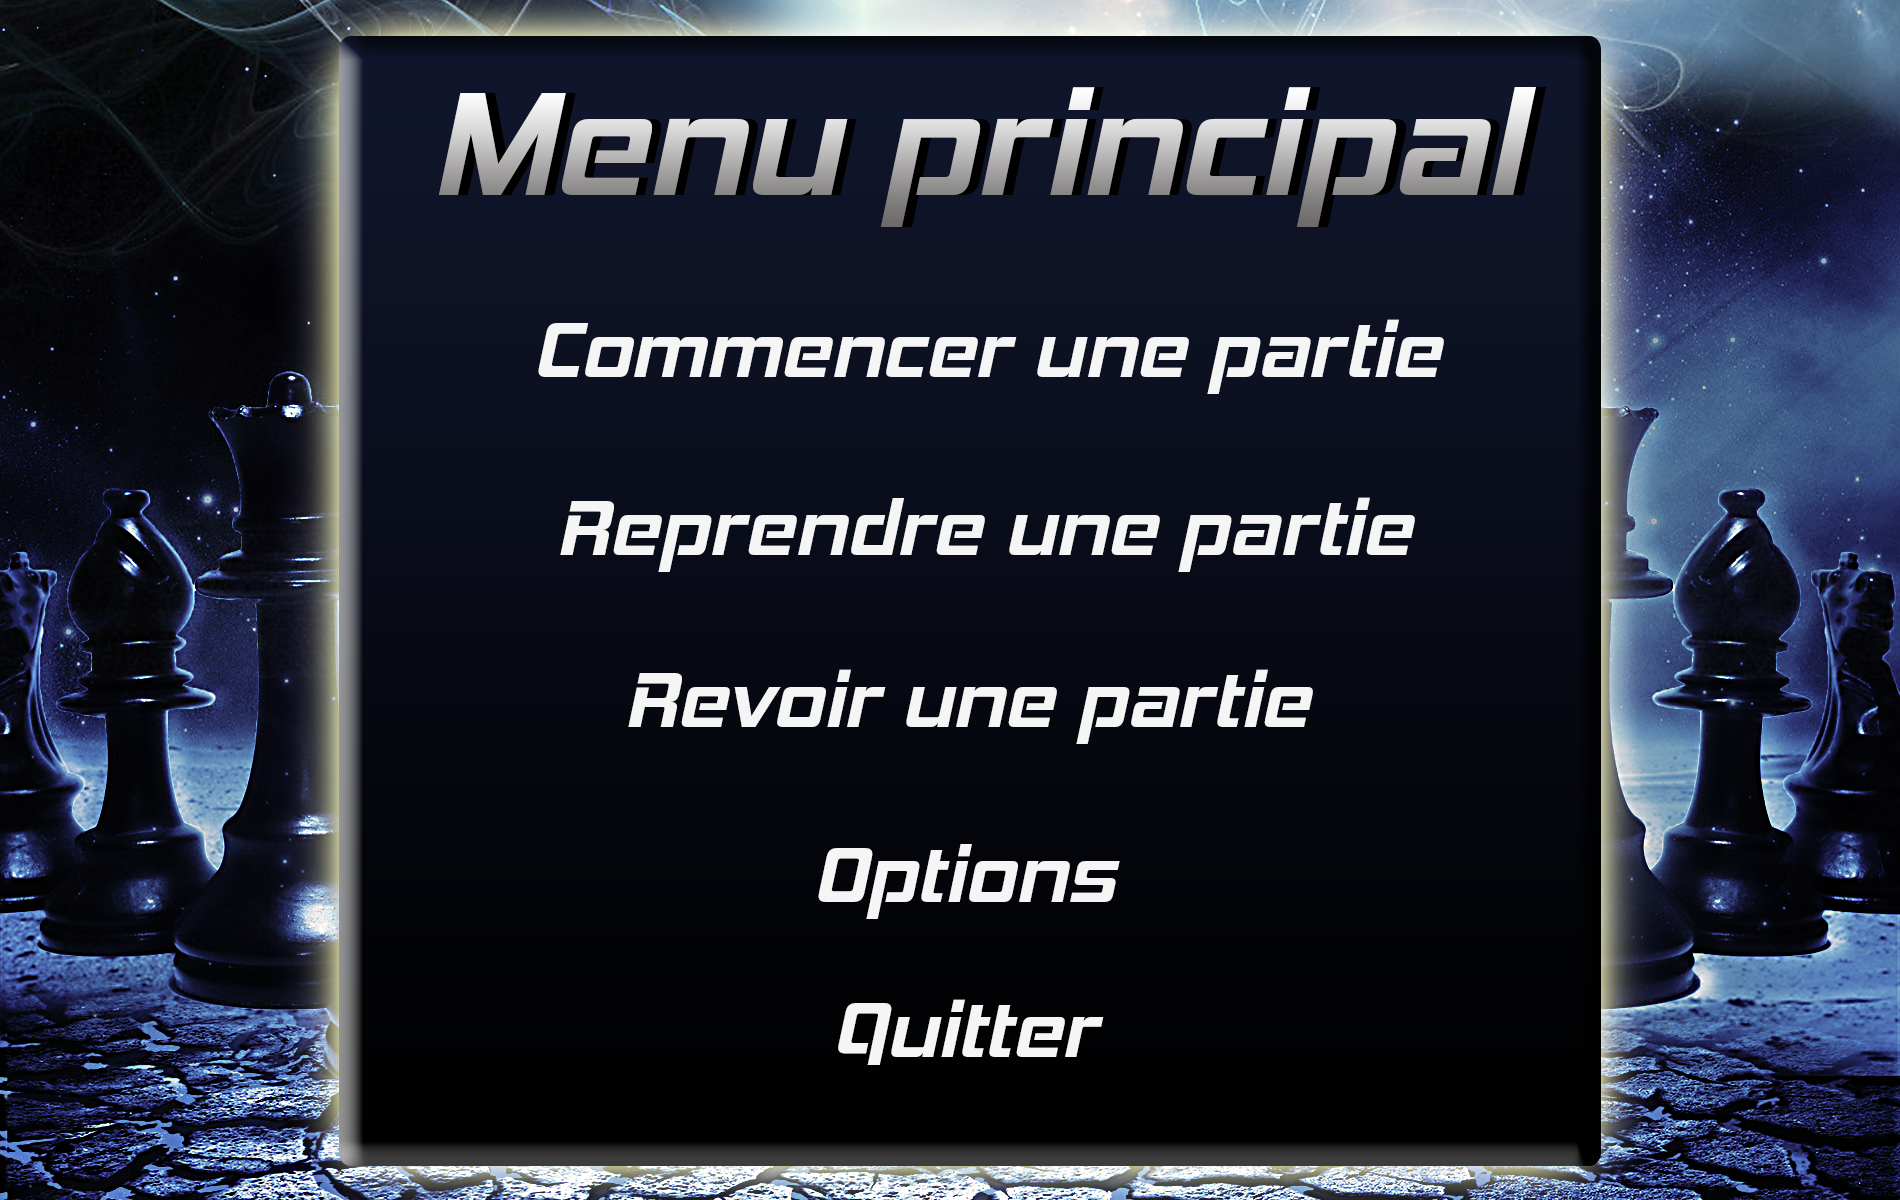 Menu principal
Commencer une partie
Reprendre une partie
Revoir une partie
Options
Quitter